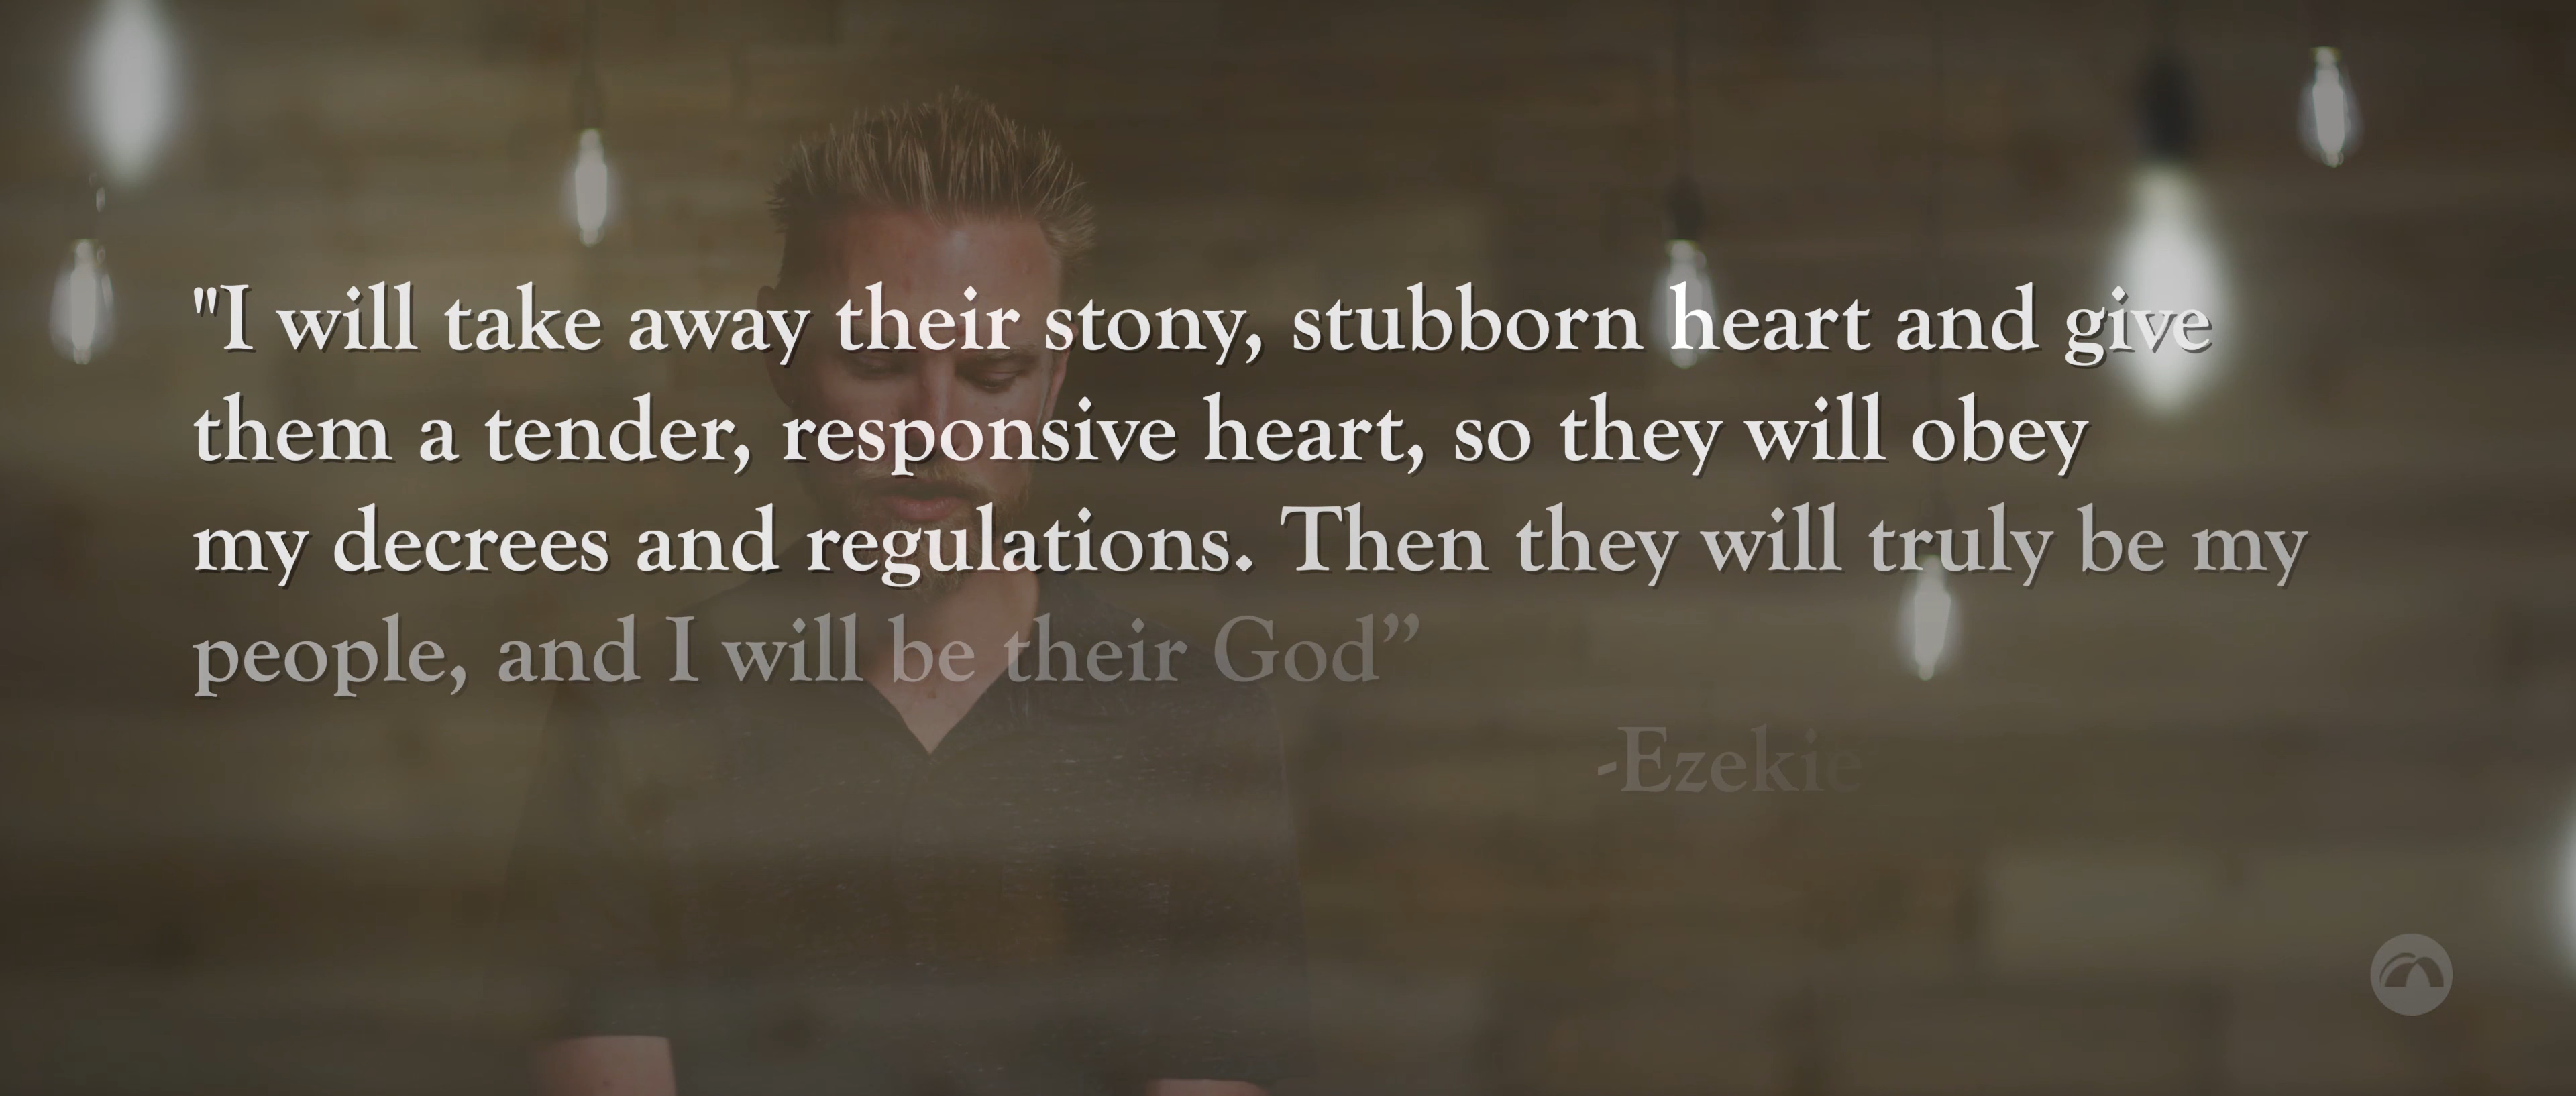 "I will take away their stony, stubborn heart and give
them a tender, responsive heart, so they will obey
my decrees and regulations. Then they will truly be my
people, and I will be their God”
-Ezekie